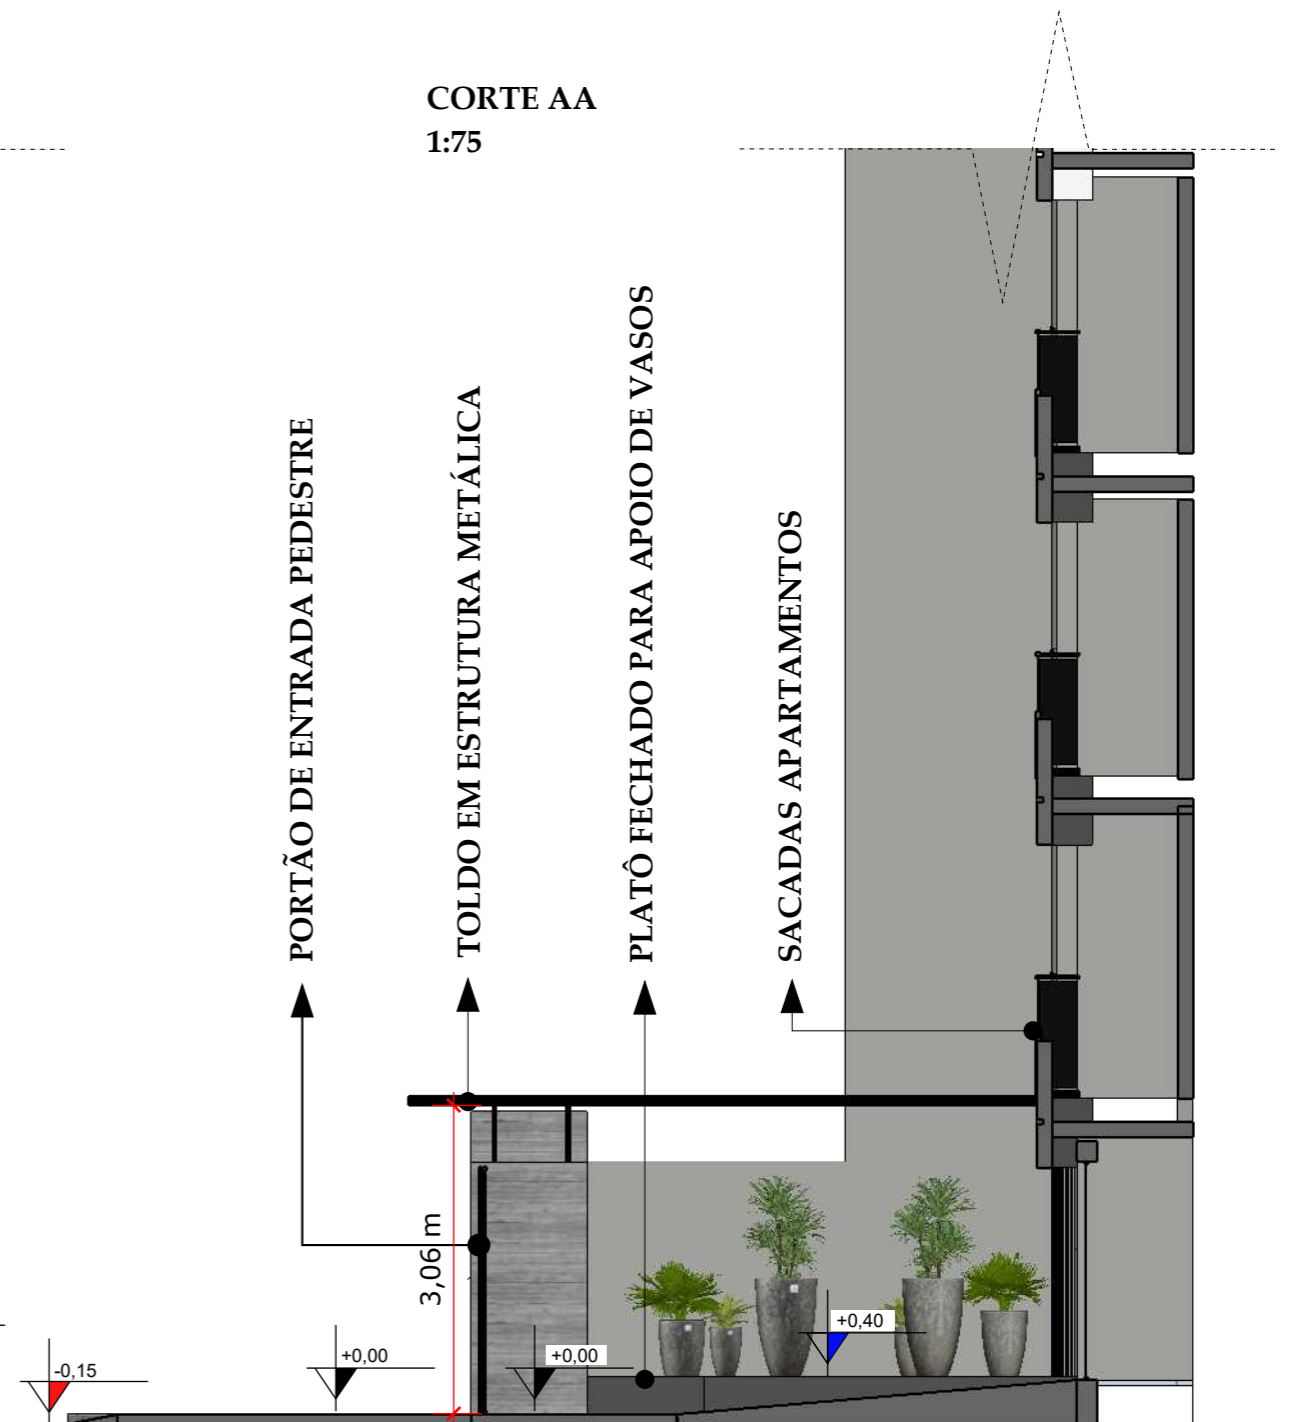 CORTE AA
1:75
PORTÃO DE ENTRADA PEDESTRE
TOLDO EM ESTRUTURA METÁLICA
PLATÔ FECHADO PARA APOIO DE VASOS
SACADAS APARTAMENTOS
3,06 m
-0,15
+0,00
+0,00
+0,40